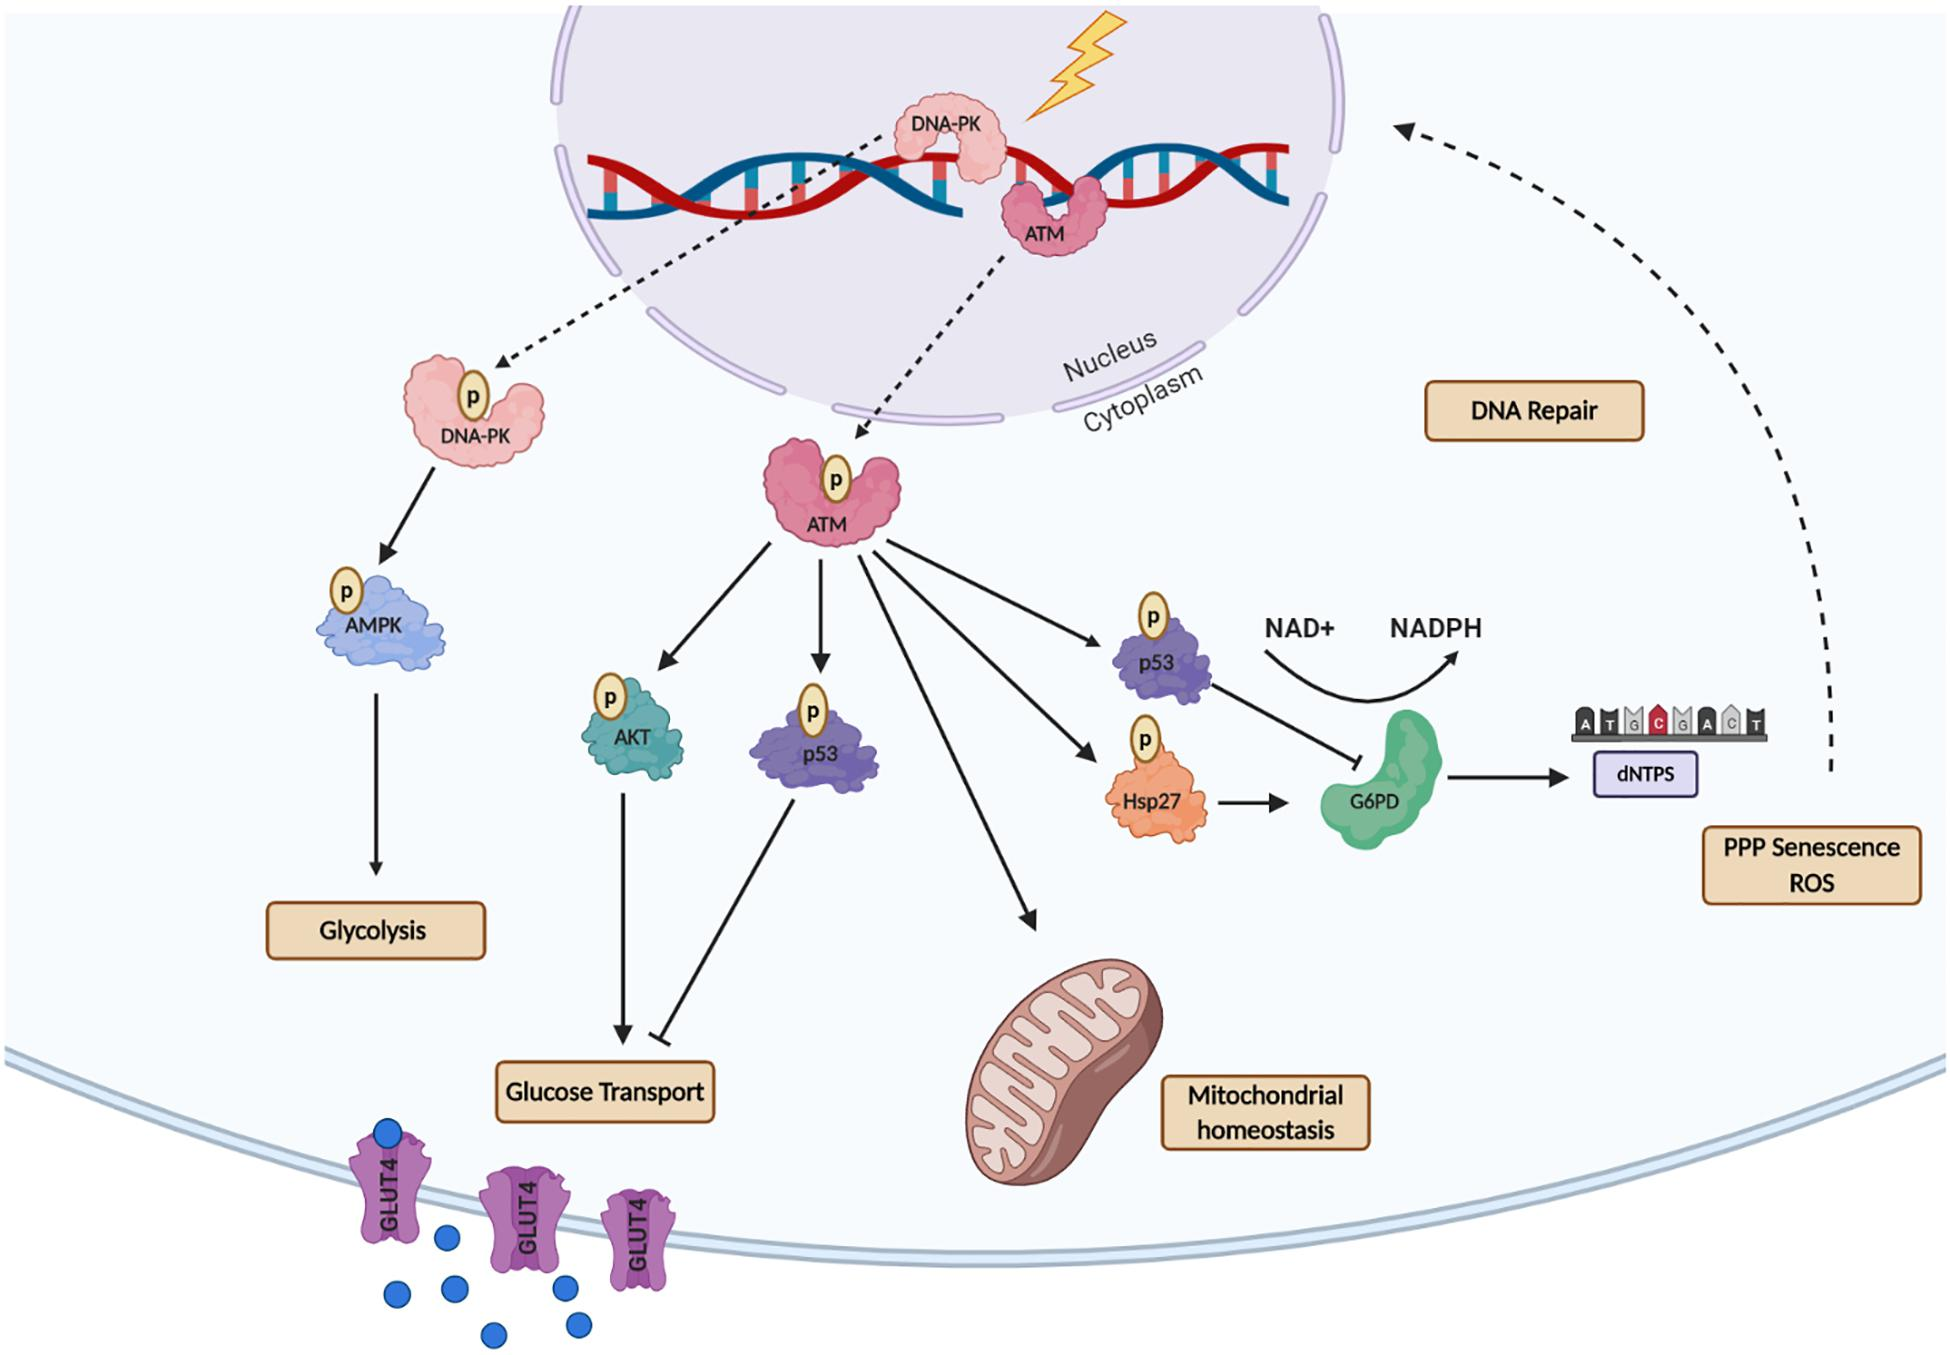 DNA-PK
ATM
Nucleus
Cytoplasm
p
DNA-PK
DNA Repair
p
ATM
p
AMPK
p
p53
NAD+ NADPH
p
AKT
p
p53
p
Hsp27
G6PD
A T G C G A C T
dNTPS
PPP Senescence
ROS
Glycolysis
Glucose Transport
Mitochondrial
homeostasis
GLUT4
GLUT4
GLUT4